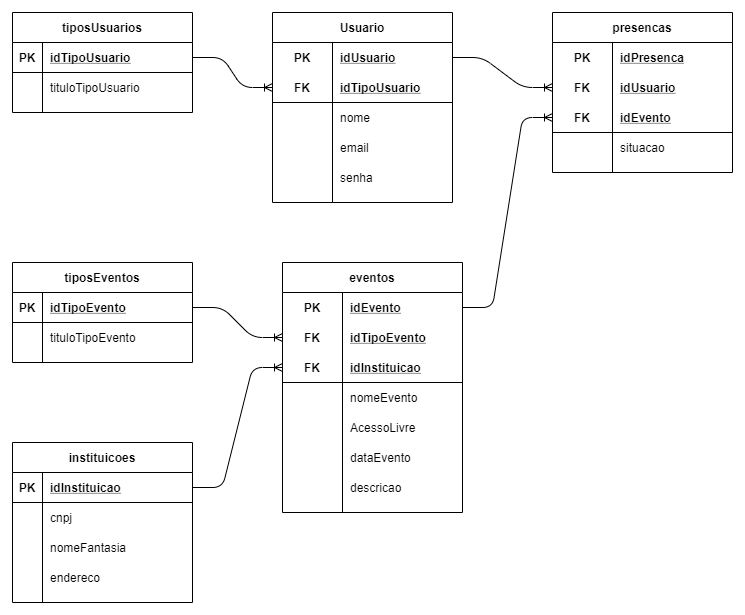 tiposUsuarios
PK idTipoUsuario
tituloTipoUsuario
Usuario
PK idUsuario
FK idTipoUsuario
nome
email
senha
presencas
PK idPresenca
FK idUsuario
FK idEvento
situacao
tiposEventos
PK idTipoEvento
tituloTipoEvento
eventos
PK idEvento
FK idTipoEvento
FK idInstituicao
nomeEvento
AcessoLivre
dataEvento
descricao
instituicoes
PK idInstituicao
cnpj
nomeFantasia
endereco